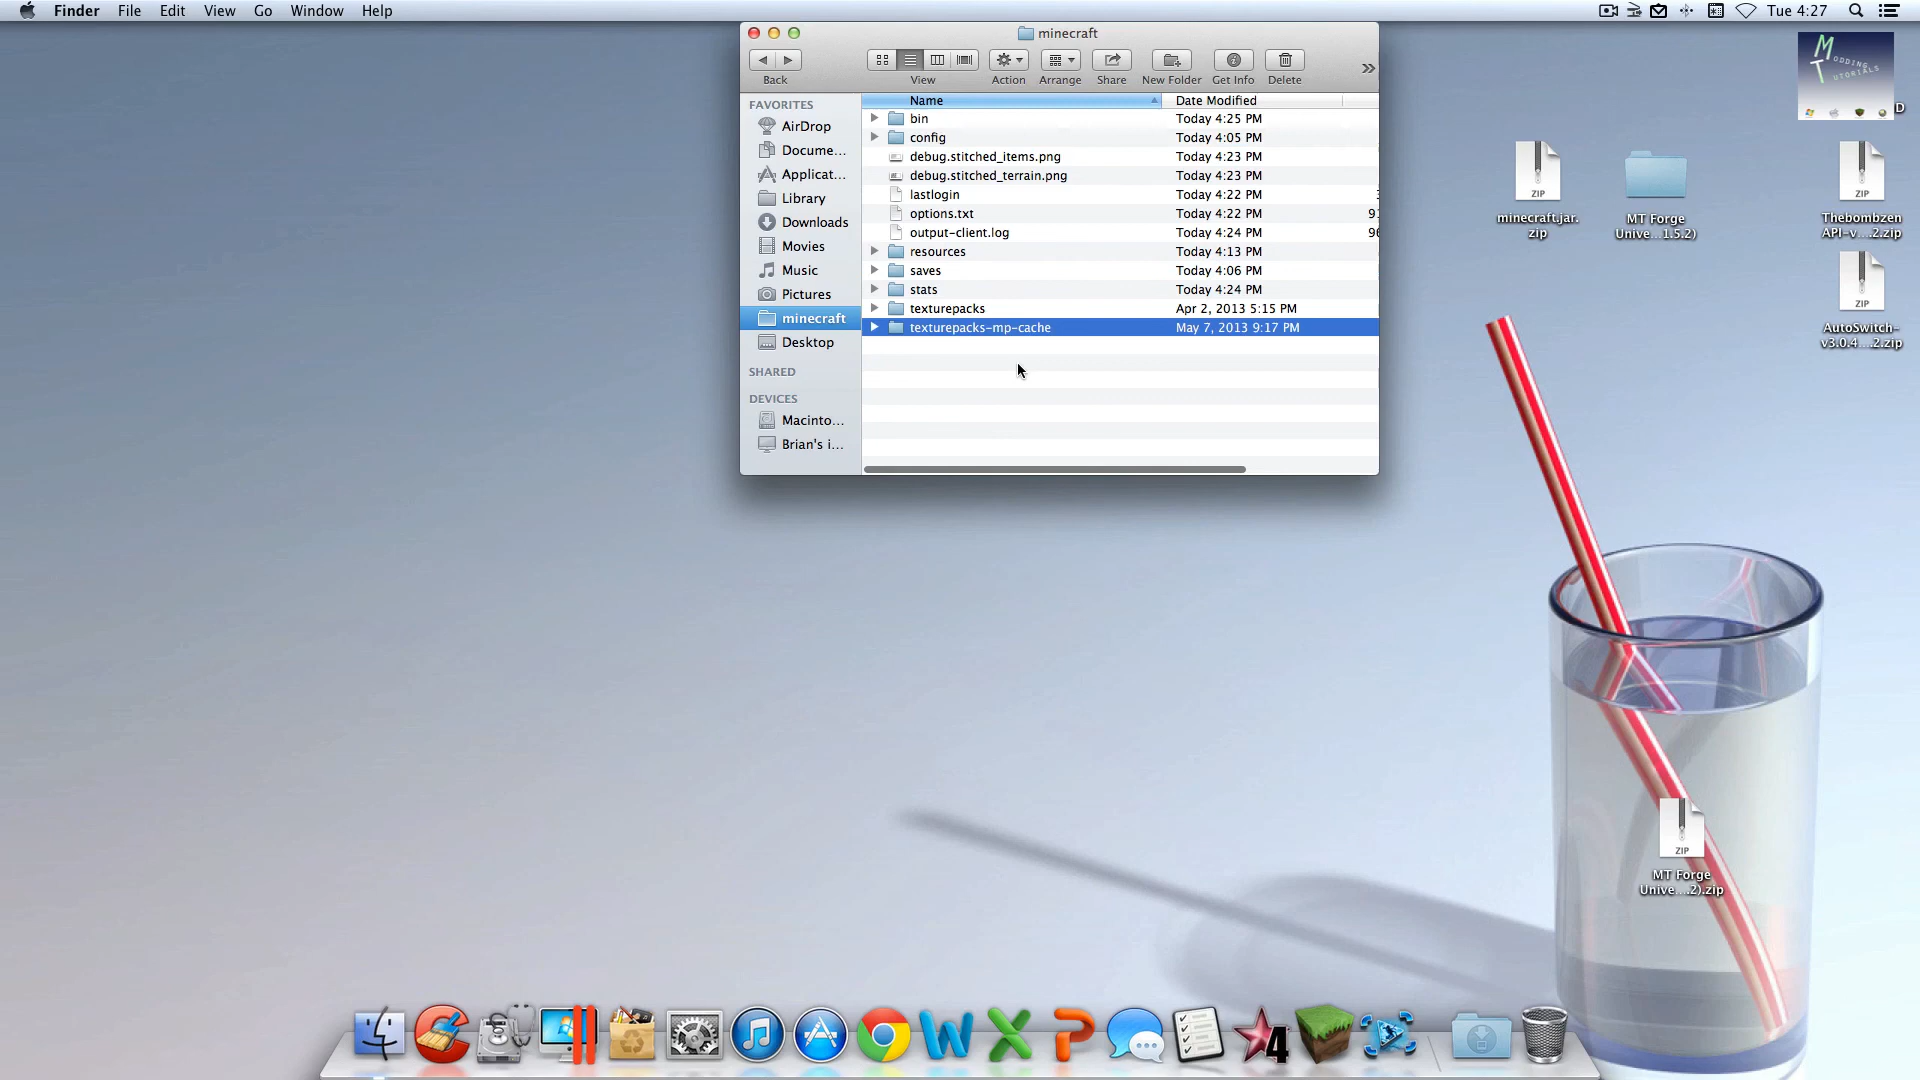 Finder File Edit View Go Window Help
Tue 4:27
minecraft
Back
View
Action
Arrange
Share
New Folder
Get Info
Delete
FAVORITES
AirDrop
Docume...
Applicat...
Library
Downloads
Movies
Music
Pictures
minecraft
Desktop
SHARED
DEVICES
Macinto...
Brian's i...
Name Date Modified
bin Today 4:25 PM
config Today 4:05 PM
debug.stitched_items.png Today 4:23 PM
debug.stitched_terrain.png Today 4:23 PM
lastlogin Today 4:22 PM
options.txt Today 4:22 PM 91
output-client.log Today 4:24 PM 96
resources Today 4:13 PM
saves Today 4:06 PM
stats Today 4:24 PM
texturepacks Apr 2, 2013 5:15 PM
texturepacks-mp-cache May 7, 2013 9:17 PM
MODDING
TUTORIALS
D
ZIP
minecraft.jar.
zip
MT Forge
Unive...1.5.2)
ZIP
Thebombzen
API-v...2.zip
ZIP
AutoSwitch-
v3.0.4...2.zip
ZIP
MT Forge
Unive....2).zip
4